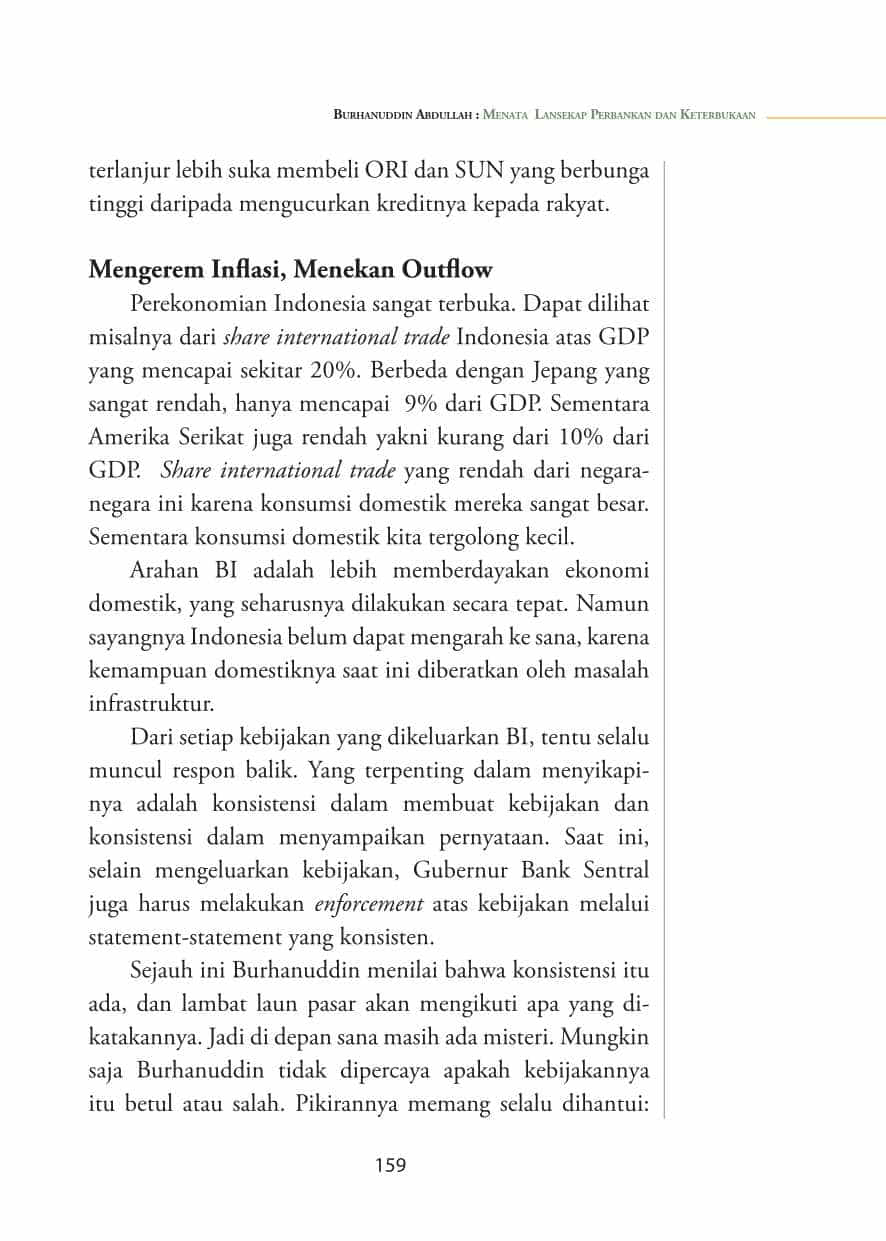 Burhanuddin Abdullah : Menata Lansekap Perbankan dan Keterbukaan
terlanjur lebih suka membeli ORI dan SUN yang berbunga
tinggi daripada mengucurkan kreditnya kepada rakyat.
Mengerem Inflasi, Menekan Outflow
Perekonomian Indonesia sangat terbuka. Dapat dilihat
misalnya dari share international trade Indonesia atas GDP
yang mencapai sekitar 20%. Berbeda dengan Jepang yang
sangat rendah, hanya mencapai 9% dari GDP. Sementara
Amerika Serikat juga rendah yakni kurang dari 10% dari
GDP. Share international trade yang rendah dari negara-
negara ini karena konsumsi domestik mereka sangat besar.
Sementara konsumsi domestik kita tergolong kecil.
Arahan BI adalah lebih memberdayakan ekonomi
domestik, yang seharusnya dilakukan secara tepat. Namun
sayangnya Indonesia belum dapat mengarah ke sana, karena
kemampuan domestiknya saat ini diberatkan oleh masalah
infrastruktur.
Dari setiap kebijakan yang dikeluarkan BI, tentu selalu
muncul respon balik. Yang terpenting dalam menyikapi-
nya adalah konsistensi dalam membuat kebijakan dan
konsistensi dalam menyampaikan pernyataan. Saat ini,
selain mengeluarkan kebijakan, Gubernur Bank Sentral
juga harus melakukan enforcement atas kebijakan melalui
statement-statement yang konsisten.
Sejauh ini Burhanuddin menilai bahwa konsistensi itu
ada, dan lambat laun pasar akan mengikuti apa yang di-
katakannya. Jadi di depan sana masih ada misteri. Mungkin
saja Burhanuddin tidak dipercaya apakah kebijakannya
itu betul atau salah. Pikirannya memang selalu dihantui:
159